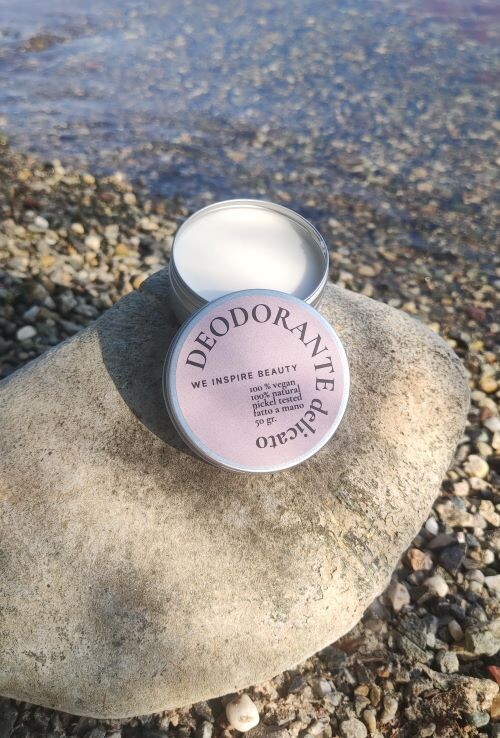 DEODORANTE delicato
WE INSPIRE BEAUTY
100 % vegan
100% natural
nickel tested
fatto a mano
50 gr.